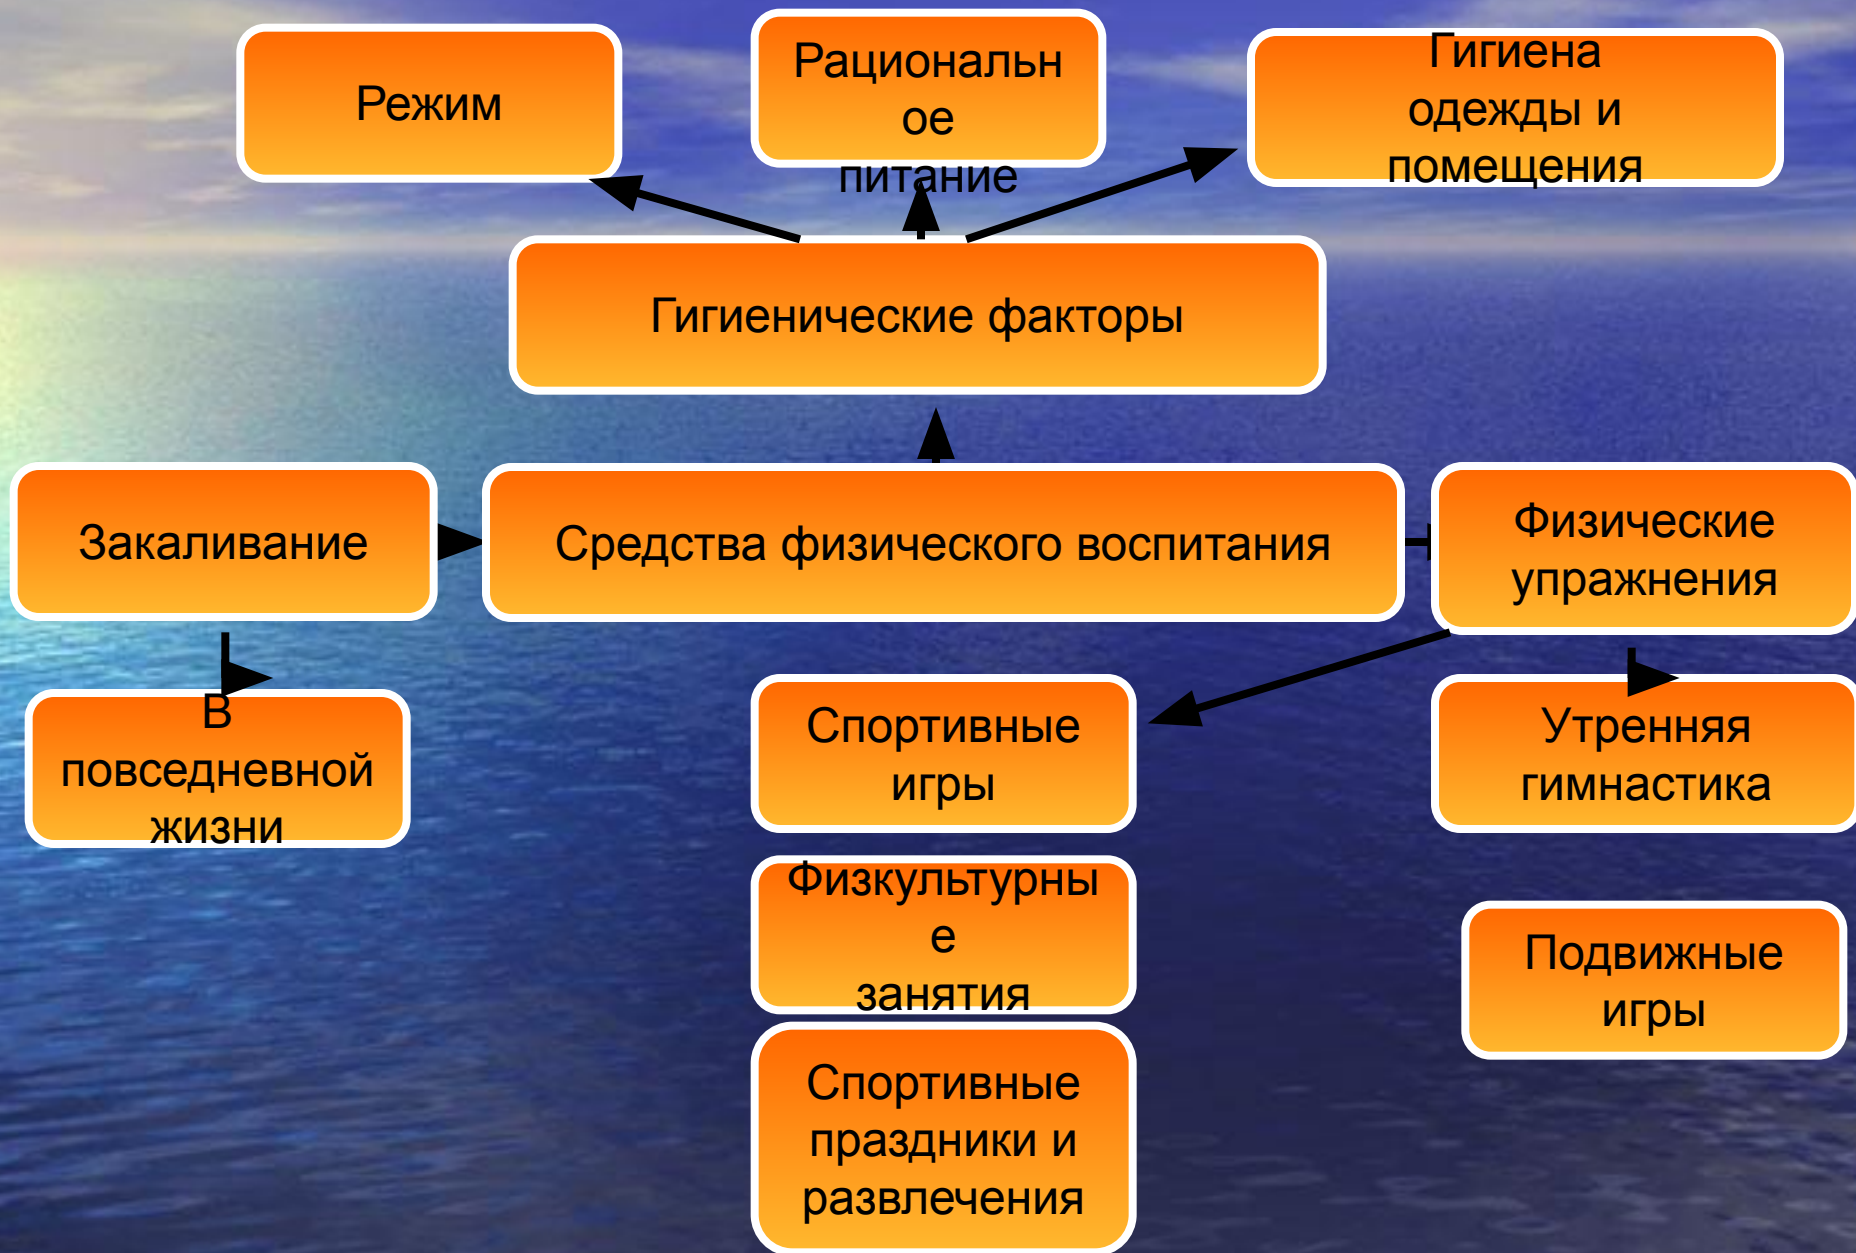 Режим
Рациональн
ое
питание
Гигиена
одежды и
помещения
Гигиенические факторы
Закаливание
Средства физического воспитания
Физические
упражнения
В
повседневной
жизни
Спортивные
игры
Утренняя
гимнастика
Физкультурны
е
занятия
Подвижные
игры
Спортивные
праздники и
развлечения